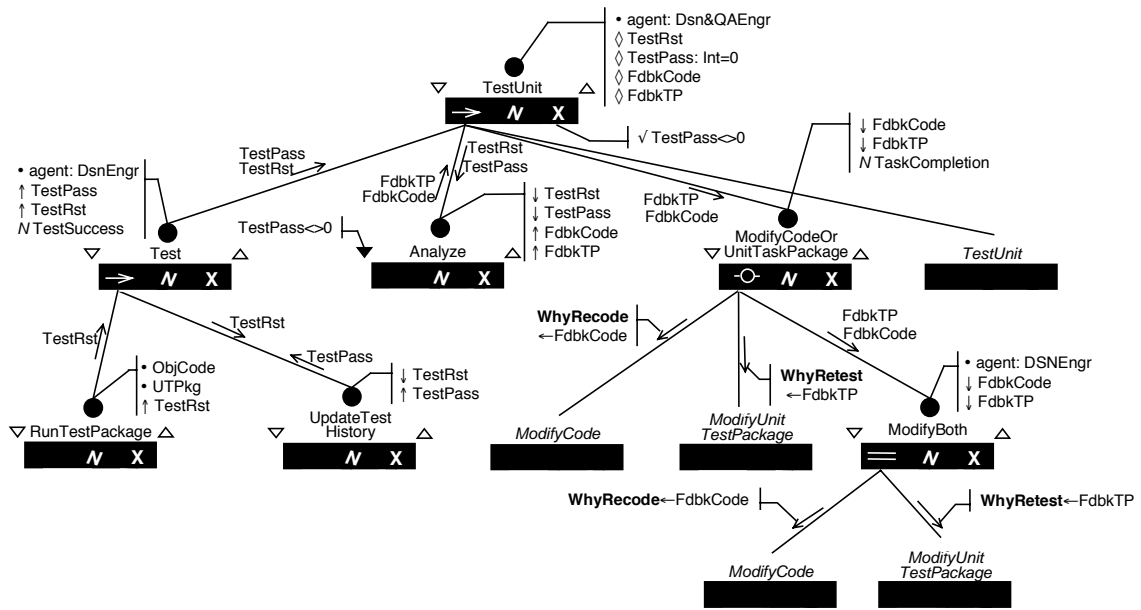 • agent: Dsn&QAEngr
◊ TestRst
◊ TestPass: Int=0
◊ FdbkCode
◊ FdbkTP
TestUnit
N X
√ TestPass<>0
↓ FdbkCode
↓ FdbkTP
N TaskCompletion
• agent: DsnEngr
↑ TestPass
↑ TestRst
N TestSuccess
TestPass
TestRst
TestRst
TestPass
FdbkTP
FdbkCode
FdbkTP
FdbkCode
TestPass<>0
↓ TestRst
↓ TestPass
↑ FdbkCode
↑ FdbkTP
Test
N X
Analyze
N X
ModifyCodeOr
UnitTaskPackage
N X
TestUnit
TestRst
TestRst
TestPass
WhyRecode
←FdbkCode
WhyRetest
←FdbkTP
FdbkTP
FdbkCode
• ObjCode
• UTPkg
↑ TestRst
↓ TestRst
↑ TestPass
• agent: DSNEngr
↓ FdbkCode
↓ FdbkTP
RunTestPackage
N X
UpdateTest
History
N X
ModifyCode
ModifyUnit
TestPackage
ModifyBoth
N X
WhyRecode←FdbkCode
WhyRetest←FdbkTP
ModifyCode
ModifyUnit
TestPackage